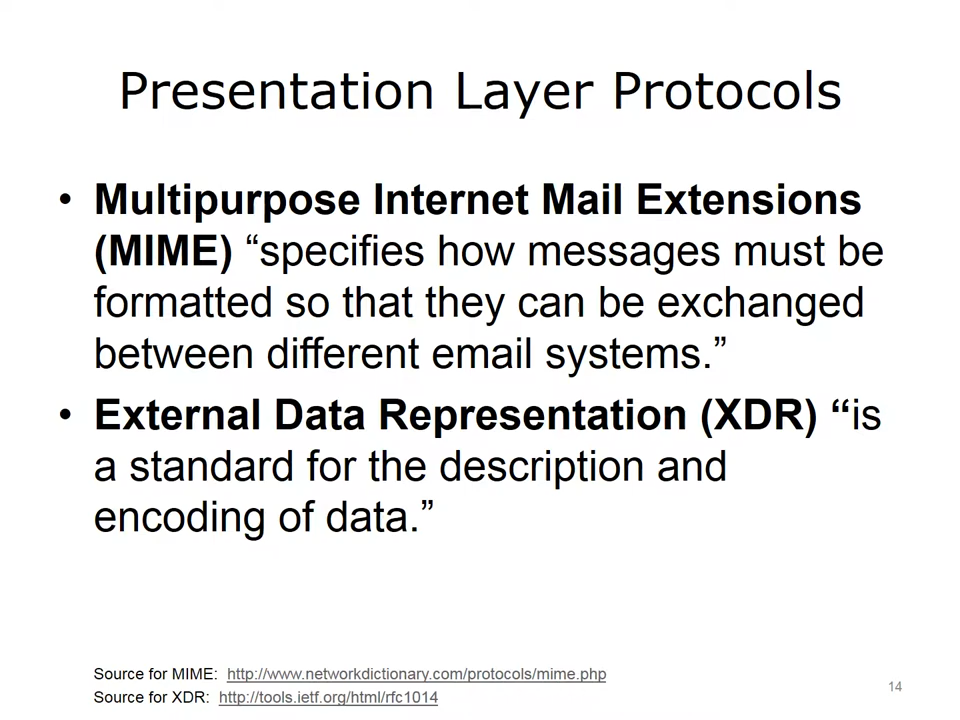 Presentation Layer Protocols
• Multipurpose Internet Mail Extensions
(MIME) “specifies how messages must be
formatted so that they can be exchanged
between different email systems.”
• External Data Representation (XDR) “is
a standard for the description and
encoding of data.”
Source for MIME: http://www.networkdictionary.com/protocols/mime.php
Source for XDR: http://tools.ietf.org/html/rfc1014
14